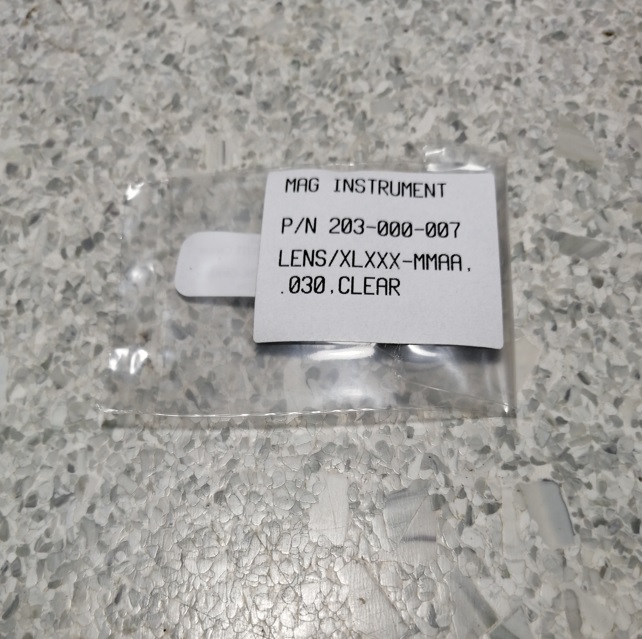 MAG INSTRUMENT
P/N 203-000-007
LENS/XLXXX-MMAA,
.030,CLEAR